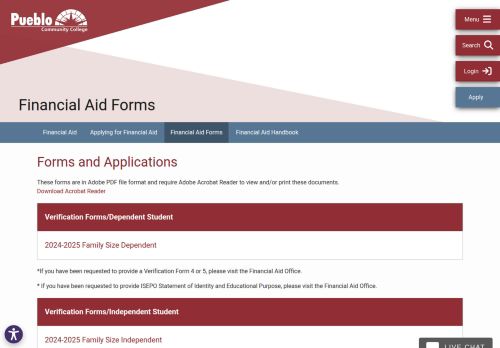 Pueblo
Community College
Menu
Search
Login
Apply
Financial Aid Forms
Financial Aid
Applying for Financial Aid
Financial Aid Forms
Financial Aid Handbook
Forms and Applications
These forms are in Adobe PDF file format and require Adobe Acrobat Reader to view and/or print these documents.
Download Acrobat Reader
Verification Forms/Dependent Student
2024-2025 Family Size Dependent
*If you have been requested to provide a Verification Form 4 or 5, please visit the Financial Aid Office.
* If you have been requested to provide ISEPO Statement of Identity and Educational Purpose, please visit the Financial Aid Office.
Verification Forms/Independent Student
2024-2025 Family Size Independent
LIVE CHAT